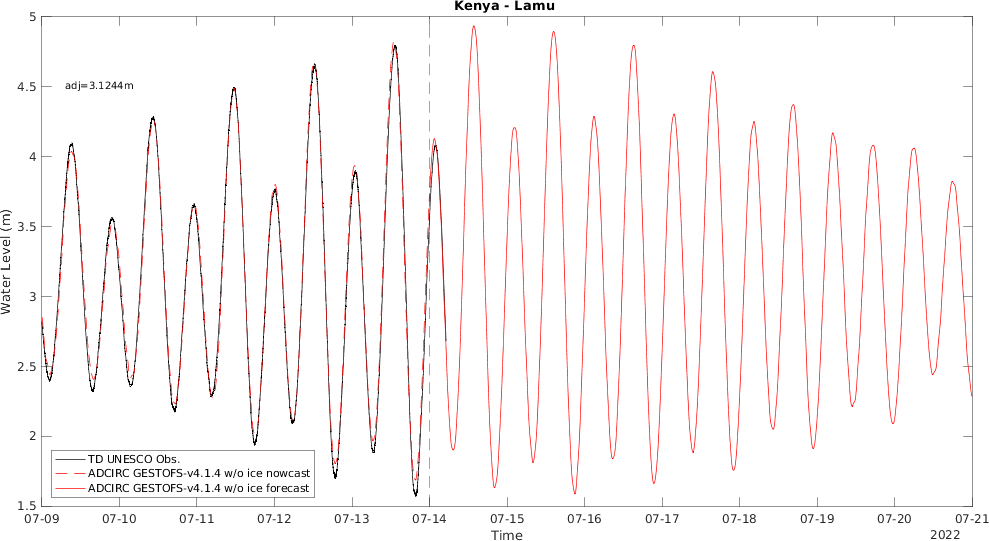 Kenya - Lamu
5
4.5
4
3.5
3
2.5
2
1.5
Water Level (m)
adj=3.1244m
TD UNESCO Obs.
ADCIRC GESTOFS-v4.1.4 w/o ice nowcast
ADCIRC GESTOFS-v4.1.4 w/o ice forecast
07-09 07-10 07-11 07-12 07-13 07-14 07-15 07-16 07-17 07-18 07-19 07-20 07-21
Time
2022